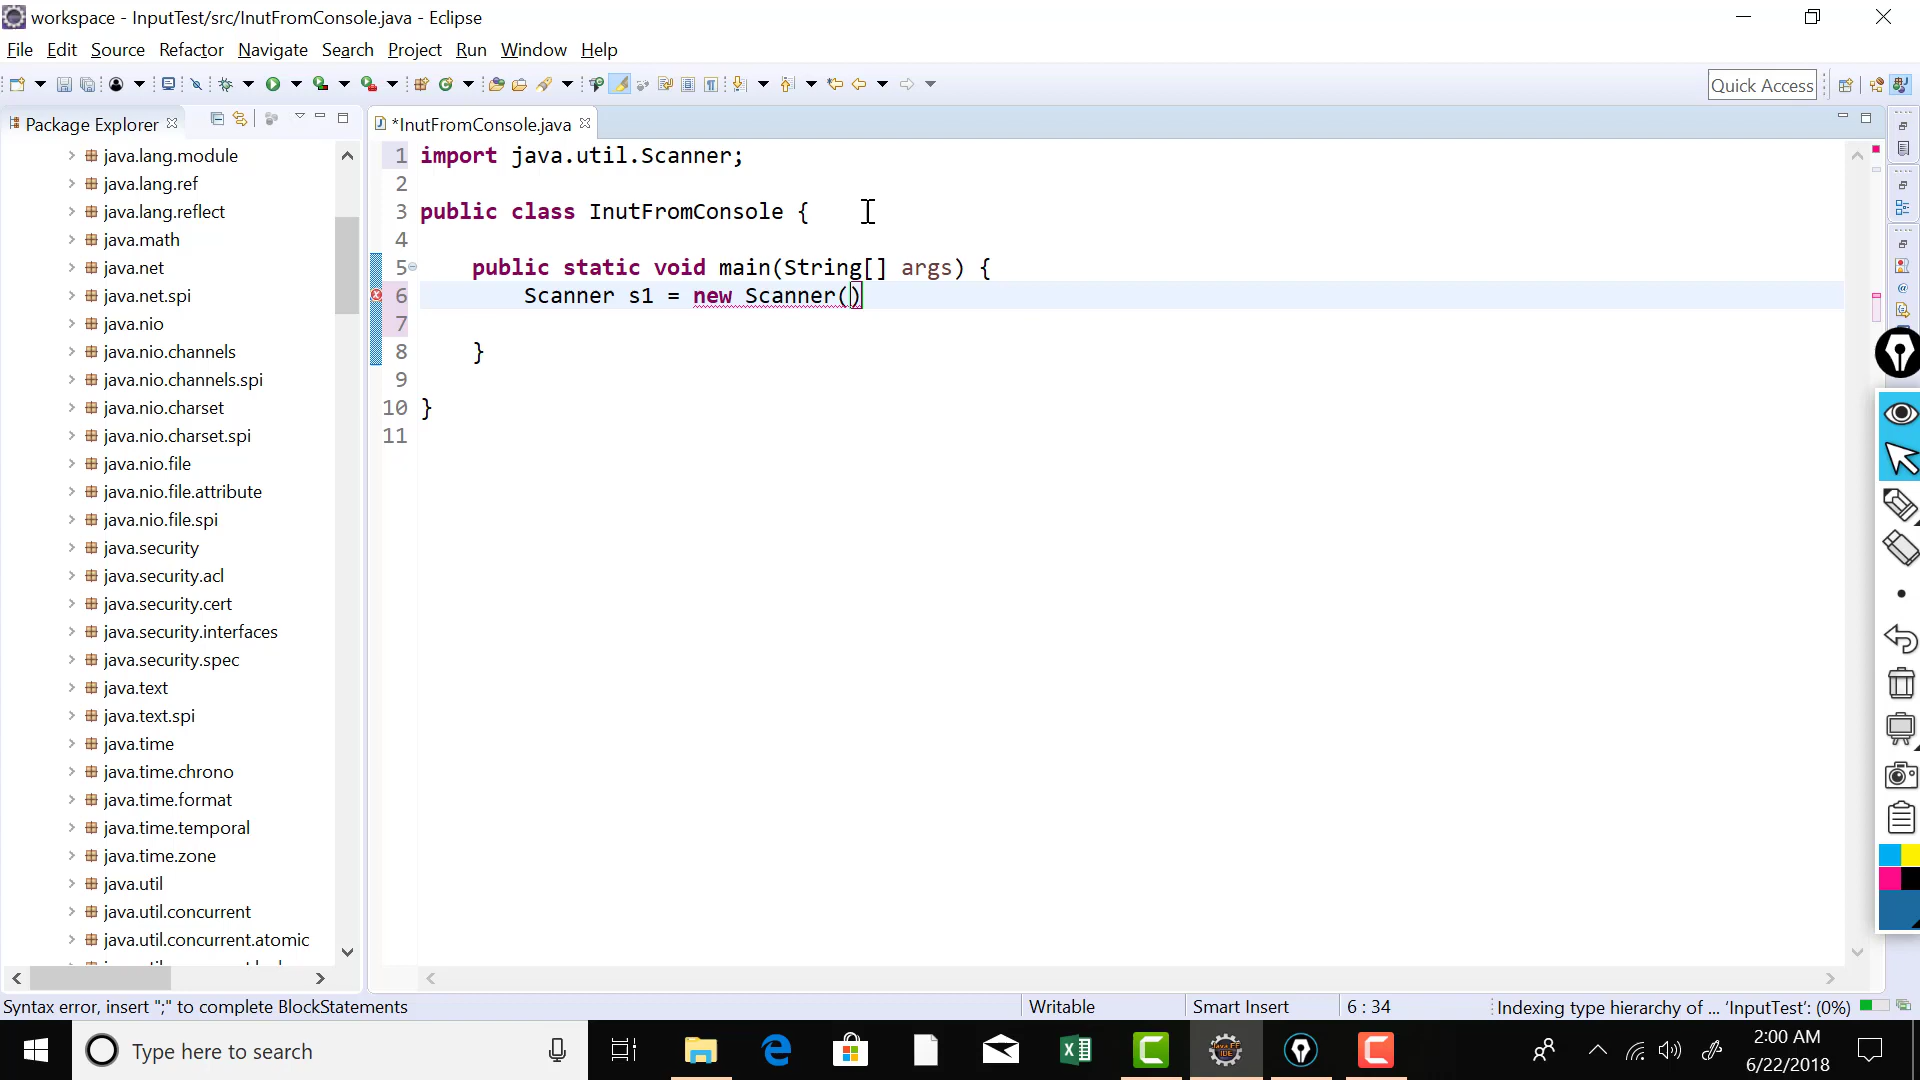 workspace - InputTest/src/InutFromConsole.java - Eclipse
File Edit Source Refactor Navigate Search Project Run Window Help
Quick Access
Package Explorer
*InutFromConsole.java
java.lang.module
java.lang.ref
java.lang.reflect
java.math
java.net
java.net.spi
java.nio
java.nio.channels
java.nio.channels.spi
java.nio.charset
java.nio.charset.spi
java.nio.file
java.nio.file.attribute
java.nio.file.spi
java.security
java.security.acl
java.security.cert
java.security.interfaces
java.security.spec
java.text
java.text.spi
java.time
java.time.chrono
java.time.format
java.time.temporal
java.time.zone
java.util
java.util.concurrent
java.util.concurrent.atomic
1 import java.util.Scanner;
2
3 public class InutFromConsole {
4
5 public static void main(String[] args) {
6 Scanner s1 = new Scanner()
7
8 }
9
10 }
11
Syntax error, insert ";" to complete BlockStatements
Writable
Smart Insert
6 : 34
Indexing type hierarchy of ... 'InputTest': (0%)
Type here to search
2:00 AM
6/22/2018